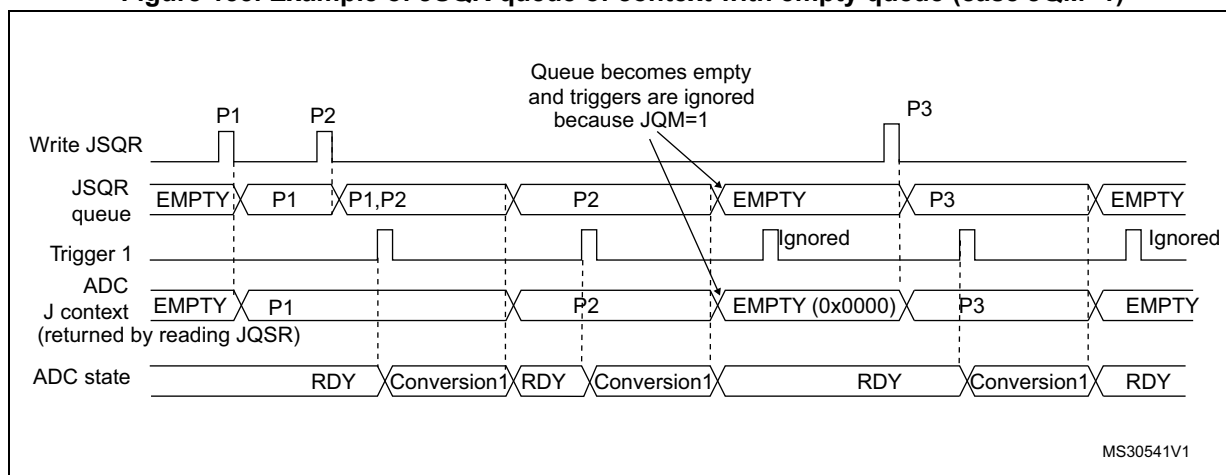 Queue becomes empty
and triggers are ignored
because JQM=1
P1
P2
P3
Write JSQR
JSQR
queue
EMPTY
P1
P1,P2
P2
EMPTY
P3
EMPTY
Trigger 1
Ignored
Ignored
ADC
J context
(returned by reading JQSR)
EMPTY
P1
P2
EMPTY (0x0000)
P3
EMPTY
ADC state
RDY
Conversion1
RDY
Conversion1
RDY
Conversion1
RDY
MS30541V1